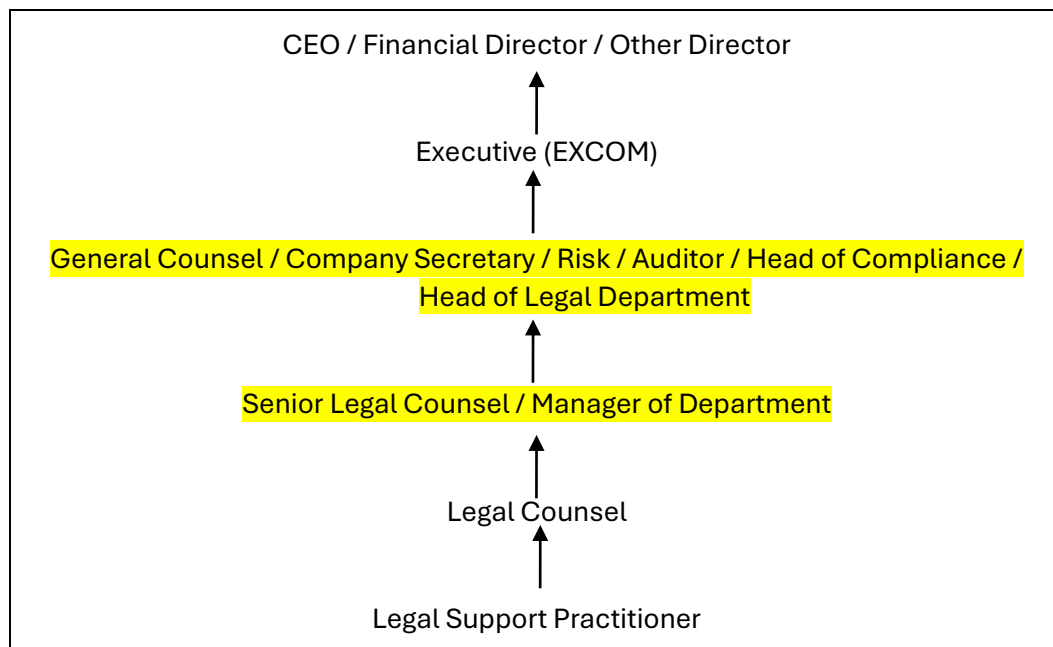 CEO / Financial Director / Other Director
Executive (EXCOM)
General Counsel / Company Secretary / Risk / Auditor / Head of Compliance /
Head of Legal Department
Senior Legal Counsel / Manager of Department
Legal Counsel
Legal Support Practitioner